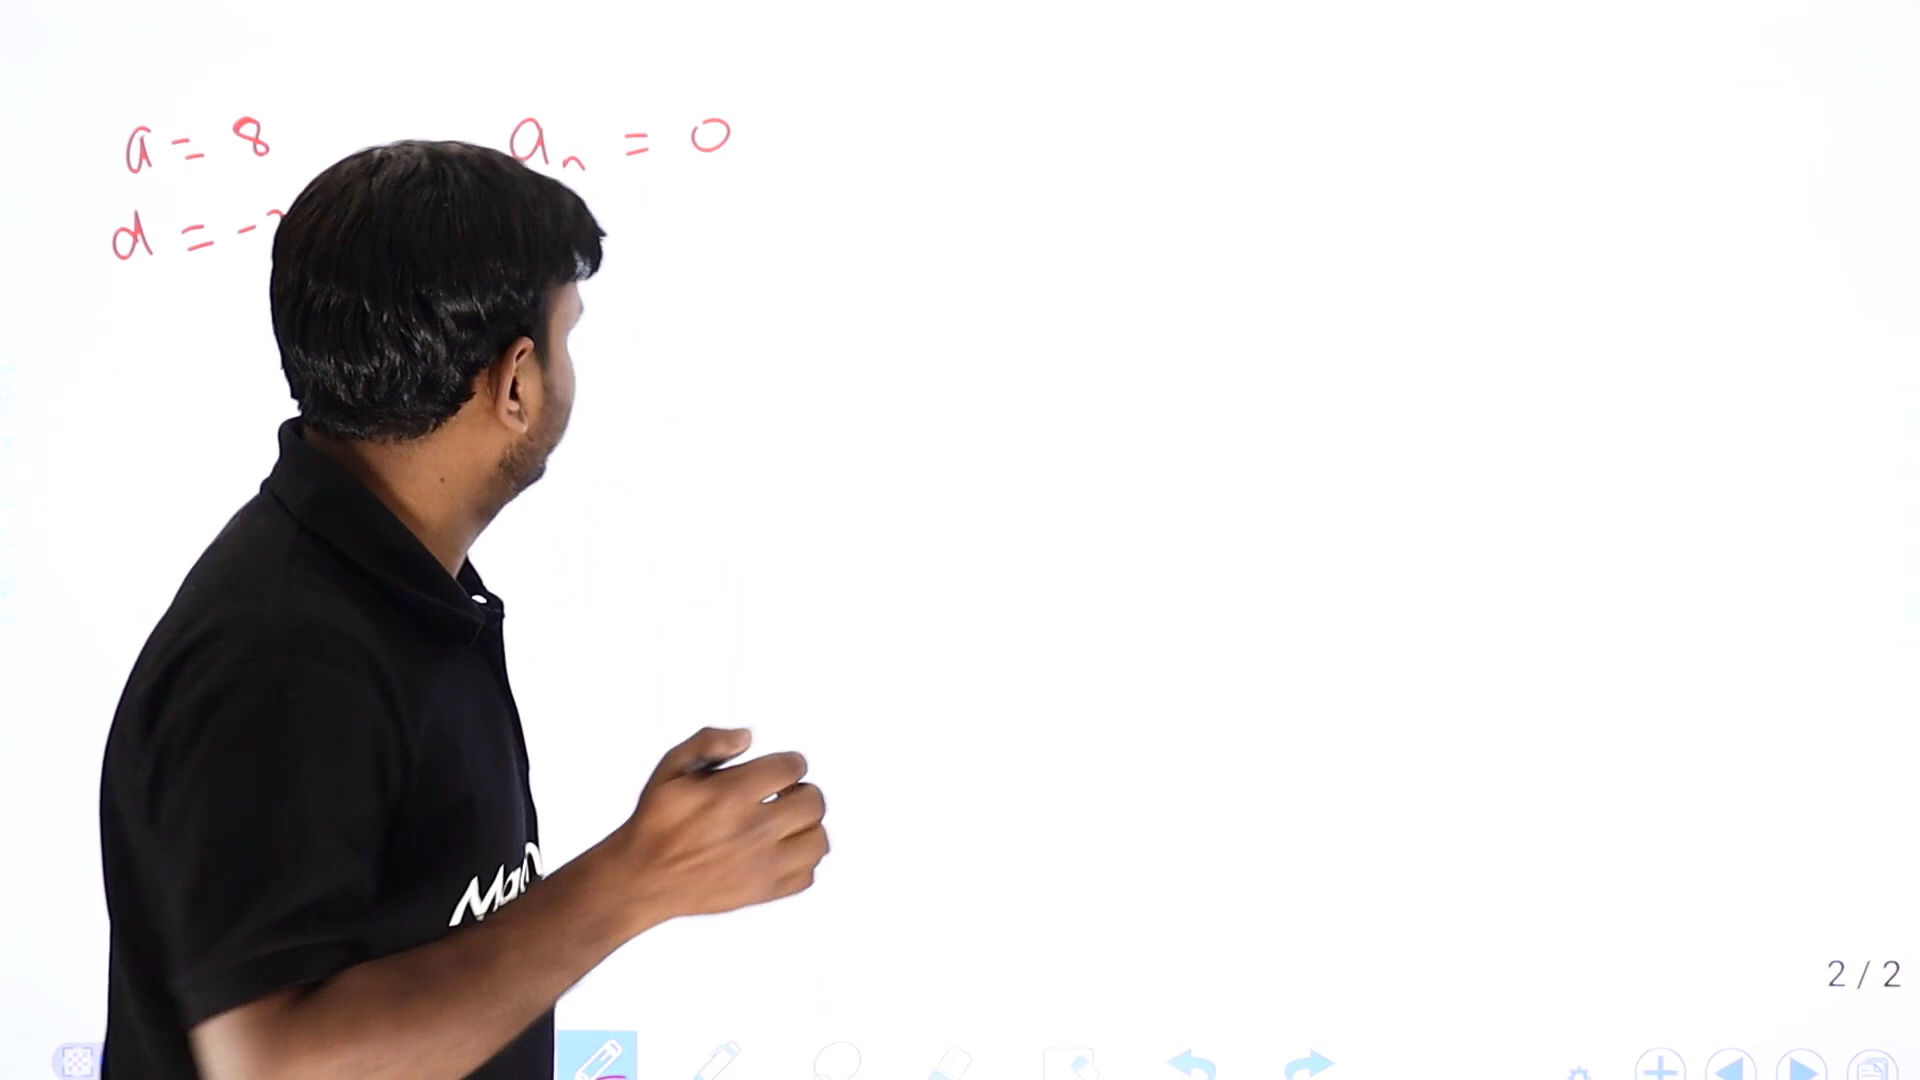 a = 8 aₙ = 0
d = -
2 / 2